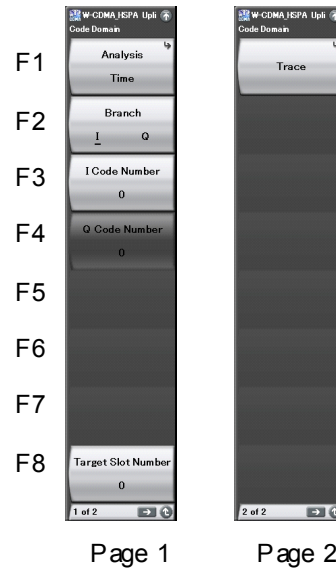 W-CDMA_HSPA Upli
Code Domain
F1
Analysis
Time
F2
Branch
I Q
F3
I Code Number
0
F4
Q Code Number
0
F5
F6
F7
F8
Target Slot Number
0
1 of 2
Page 1
W-CDMA_HSPA Upli
Code Domain
Trace
2 of 2
Page 2